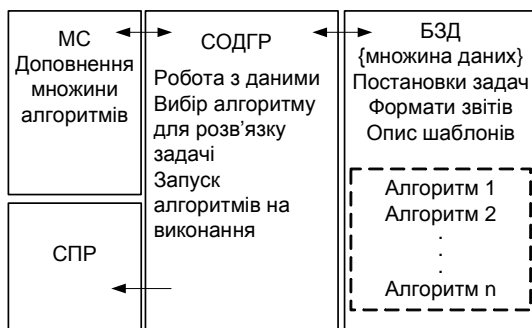 МС
Доповнення
множини
алгоритмів
СПР
СОДГР
Робота з даними
Вибір алгоритму
для розв’язку
задачі
Запуск
алгоритмів на
виконання
БЗД
{множина даних}
Постановки задач
Формати звітів
Опис шаблонів
Алгоритм 1
Алгоритм 2
.
.
.
Алгоритм n